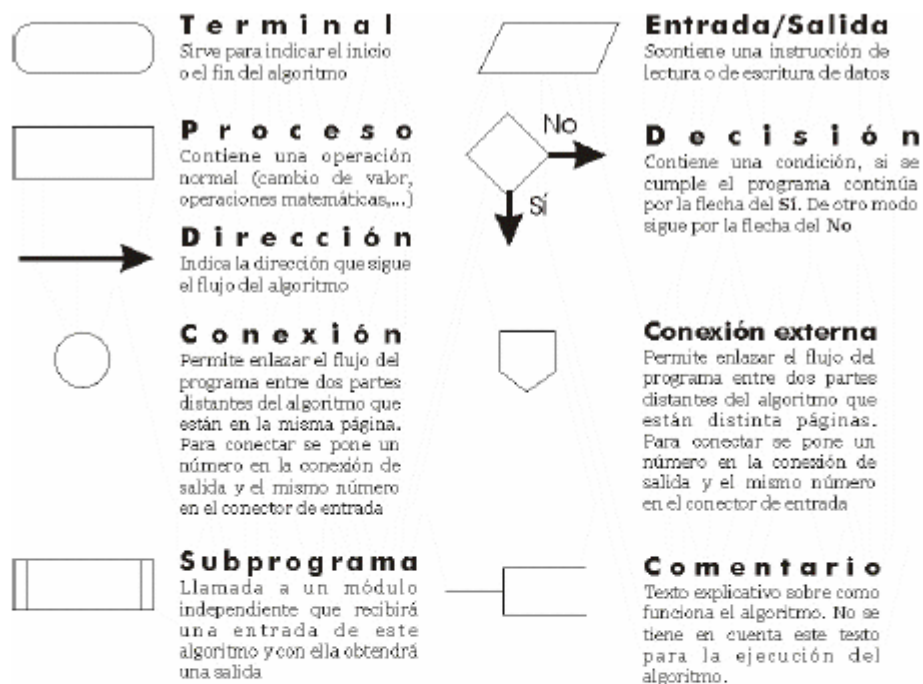 Terminal
Sirve para indicar el inicio
o el fin del algoritmo
Entrada/Salida
Scontiene una instrucción de
lectura o de escritura de datos
Proceso
Contiene una operación
normal (cambio de valor,
operaciones matemáticas,...)
No
Sí
Decisión
Contiene una condición, si se
cumple el programa continúa
por la flecha del Sí. De otro modo
sigue por la flecha del No
Dirección
Indica la dirección que sigue
el flujo del algoritmo
Conexión
Permite enlazar el flujo del
programa entre dos partes
distantes del algoritmo que
están en la misma página.
Para conectar se pone un
número en la conexión de
salida y el mismo número
en el conector de entrada
Conexión externa
Permite enlazar el flujo del
programa entre dos partes
distantes del algoritmo que
están distinta páginas.
Para conectar se pone un
número en la conexión de
salida y el mismo número
en el conector de entrada
Subprograma
Llamada a un módulo
independiente que recibirá
una entrada de este
algoritmo y con ella obtendrá
una salida
Comentario
Texto explicativo sobre como
funciona el algoritmo. No se
tiene en cuenta este texto
para la ejecución del
algoritmo.